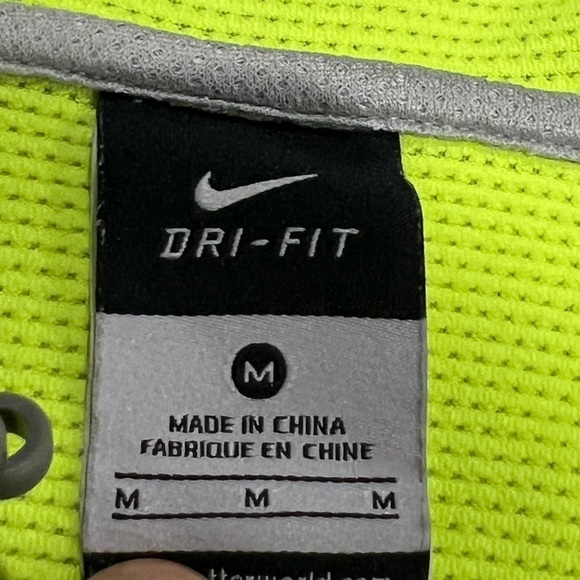 DRI-FIT
M
MADE IN CHINA
FABRIQUE EN CHINE
M M M